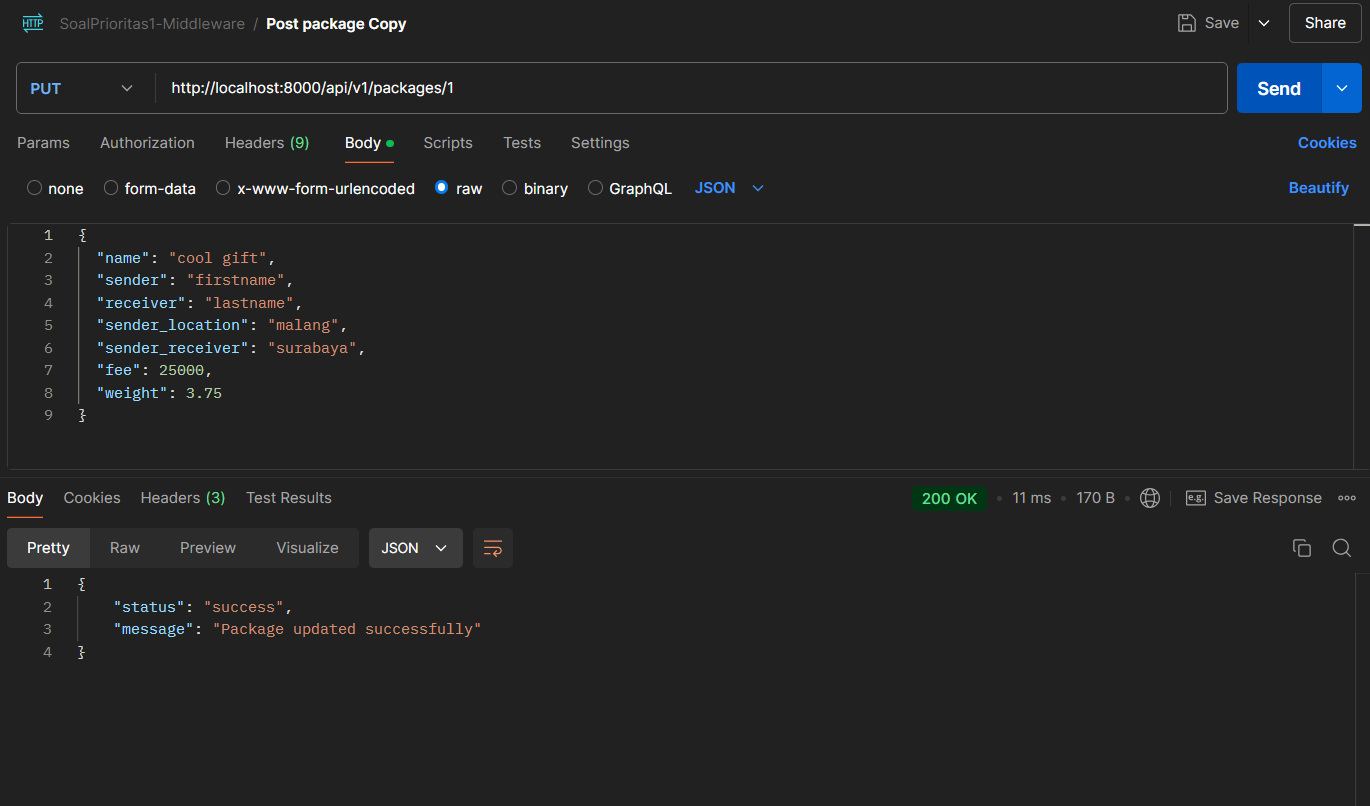 HTTP SoalPrioritas1-Middleware / Post package Copy Save Share
PUT http://localhost:8000/api/v1/packages/1 Send
Params Authorization Headers (9) Body Scripts Tests Settings Cookies
none form-data x-www-form-urlencoded raw binary GraphQL JSON Beautify
1 {
2 "name": "cool gift",
3 "sender": "firstname",
4 "receiver": "lastname",
5 "sender_location": "malang",
6 "sender_receiver": "surabaya",
7 "fee": 25000,
8 "weight": 3.75
9 }
Body Cookies Headers (3) Test Results 200 OK • 11 ms • 170 B • e.g. Save Response
Pretty Raw Preview Visualize JSON
1 {
2 "status": "success",
3 "message": "Package updated successfully"
4 }